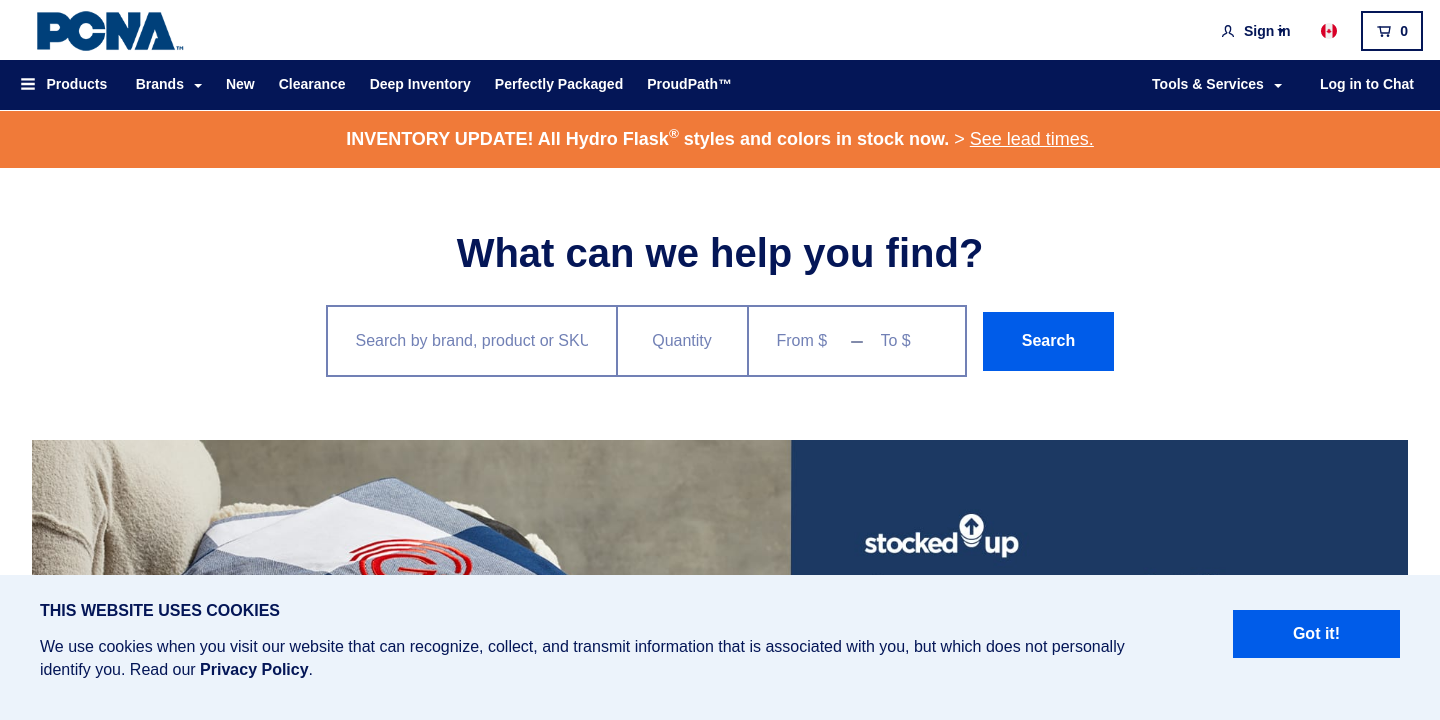 PCNA™
Sign in
0
Products
Brands
New
Clearance
Deep Inventory
Perfectly Packaged
ProudPath™
Tools & Services
Log in to Chat
INVENTORY UPDATE! All Hydro Flask® styles and colors in stock now. > See lead times.
What can we help you find?
Search by brand, product or SKU
Quantity
From $ – To $
Search
stocked up
THIS WEBSITE USES COOKIES
We use cookies when you visit our website that can recognize, collect, and transmit information that is associated with you, but which does not personally
identify you. Read our Privacy Policy.
Got it!